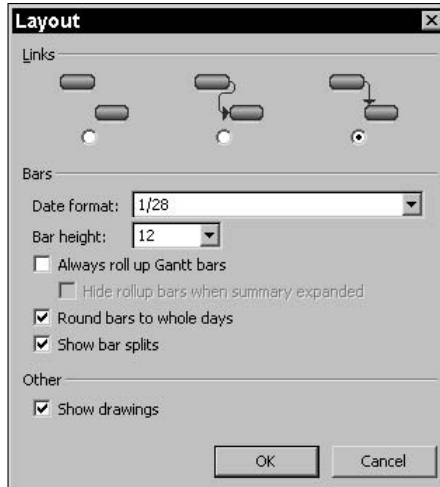 Layout
Links
Bars
Date format: 1/28
Bar height: 12
Always roll up Gantt bars
Hide rollup bars when summary expanded
Round bars to whole days
Show bar splits
Other
Show drawings
OK Cancel